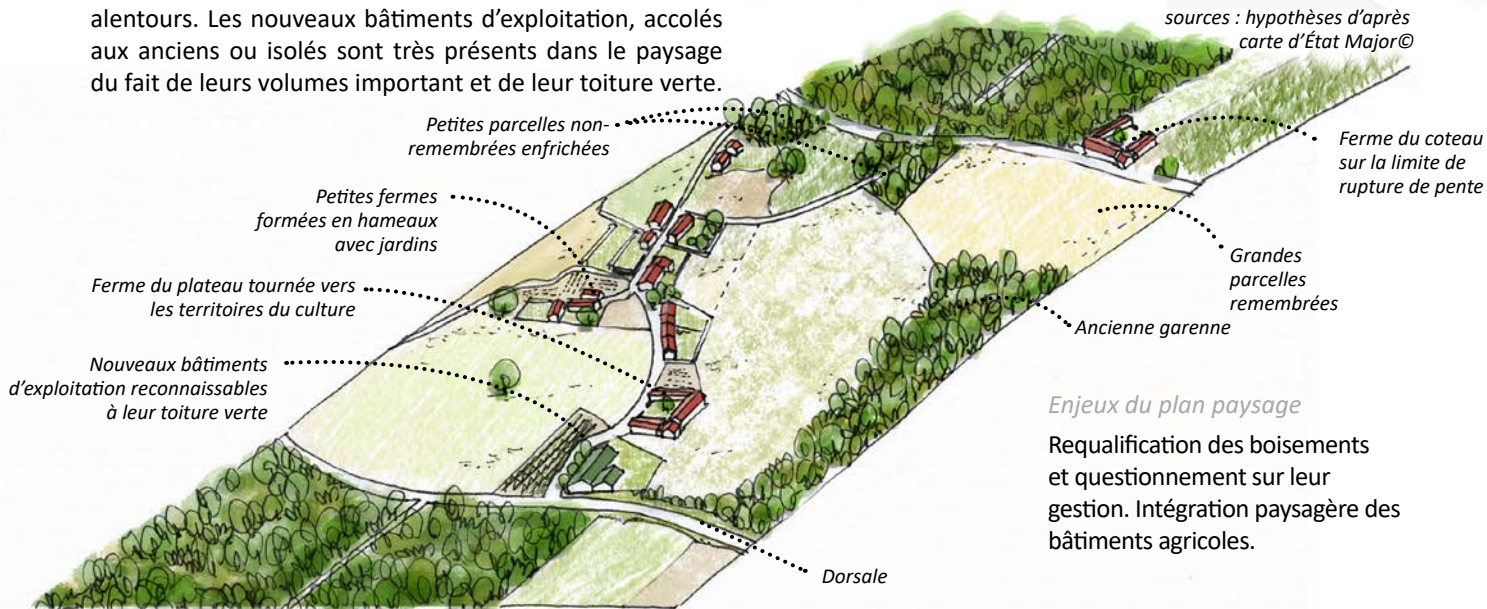 alentours. Les nouveaux bâtiments d’exploitation, accolés
aux anciens ou isolés sont très présents dans le paysage
du fait de leurs volumes important et de leur toiture verte.
sources : hypothèses d’après
carte d’État Major©
Petites parcelles non-
remembrées enfrichées
Ferme du coteau
sur la limite de
rupture de pente
Petites fermes
formées en hameaux
avec jardins
Grandes
parcelles
remembrées
Ferme du plateau tournée vers
les territoires du culture
Ancienne garenne
Nouveaux bâtiments
d’exploitation reconnaissables
à leur toiture verte
Enjeux du plan paysage
Requalification des boisements
et questionnement sur leur
gestion. Intégration paysagère des
bâtiments agricoles.
Dorsale